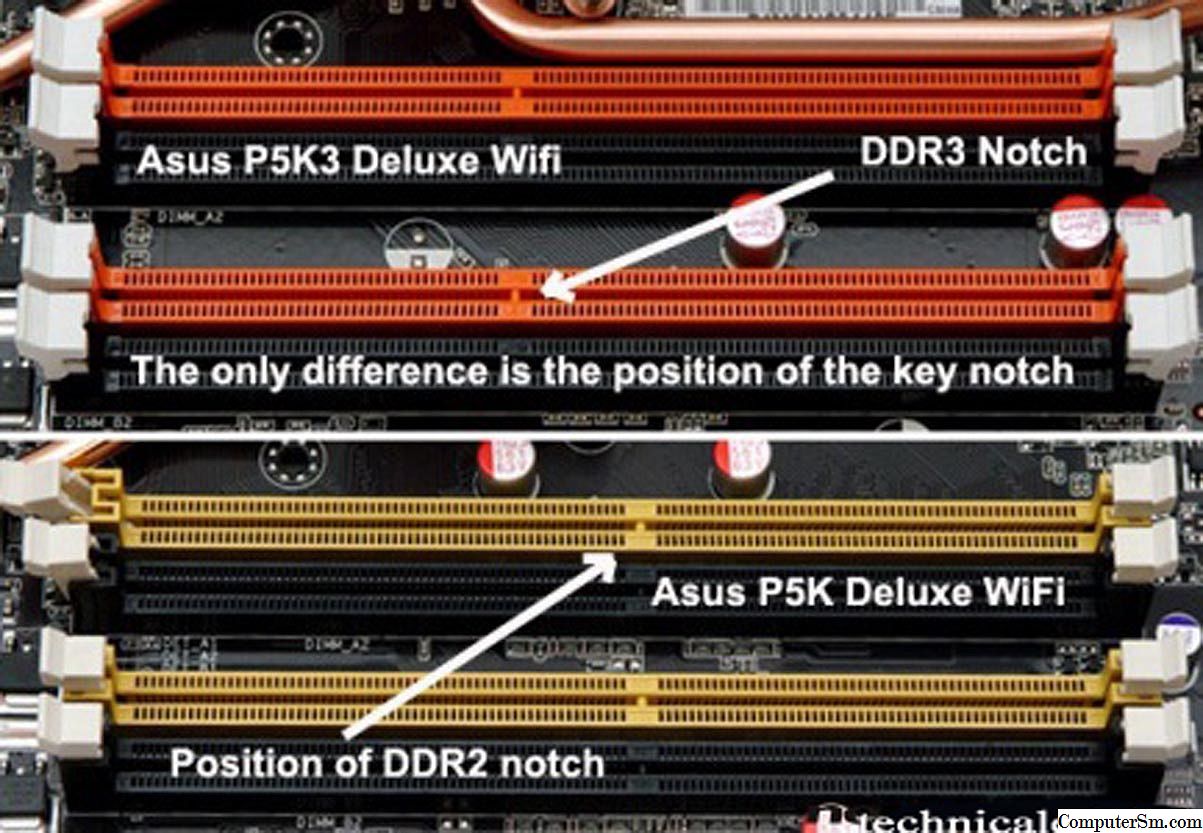 Asus P5K3 Deluxe Wifi
DDR3 Notch
DIMM_A2
The only difference is the position of the key notch
DIMM_B2
Asus P5K Deluxe WiFi
DIMM_A2
Position of DDR2 notch
technical
ComputerSm.com